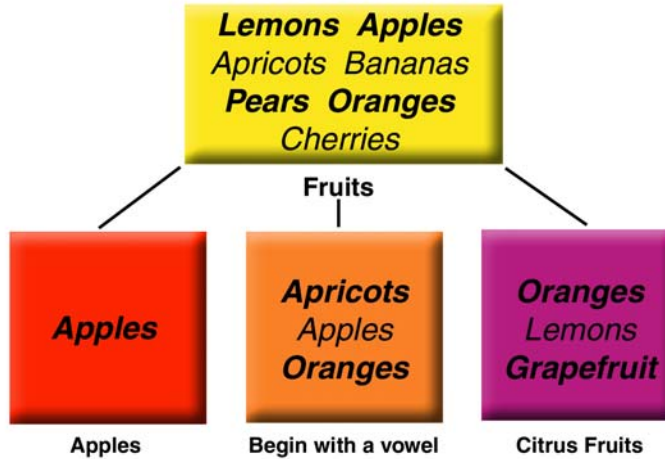 Lemons Apples
Apricots Bananas
Pears Oranges
Cherries
Fruits
Apples
Apricots
Apples
Oranges
Oranges
Lemons
Grapefruit
Apples
Begin with a vowel
Citrus Fruits